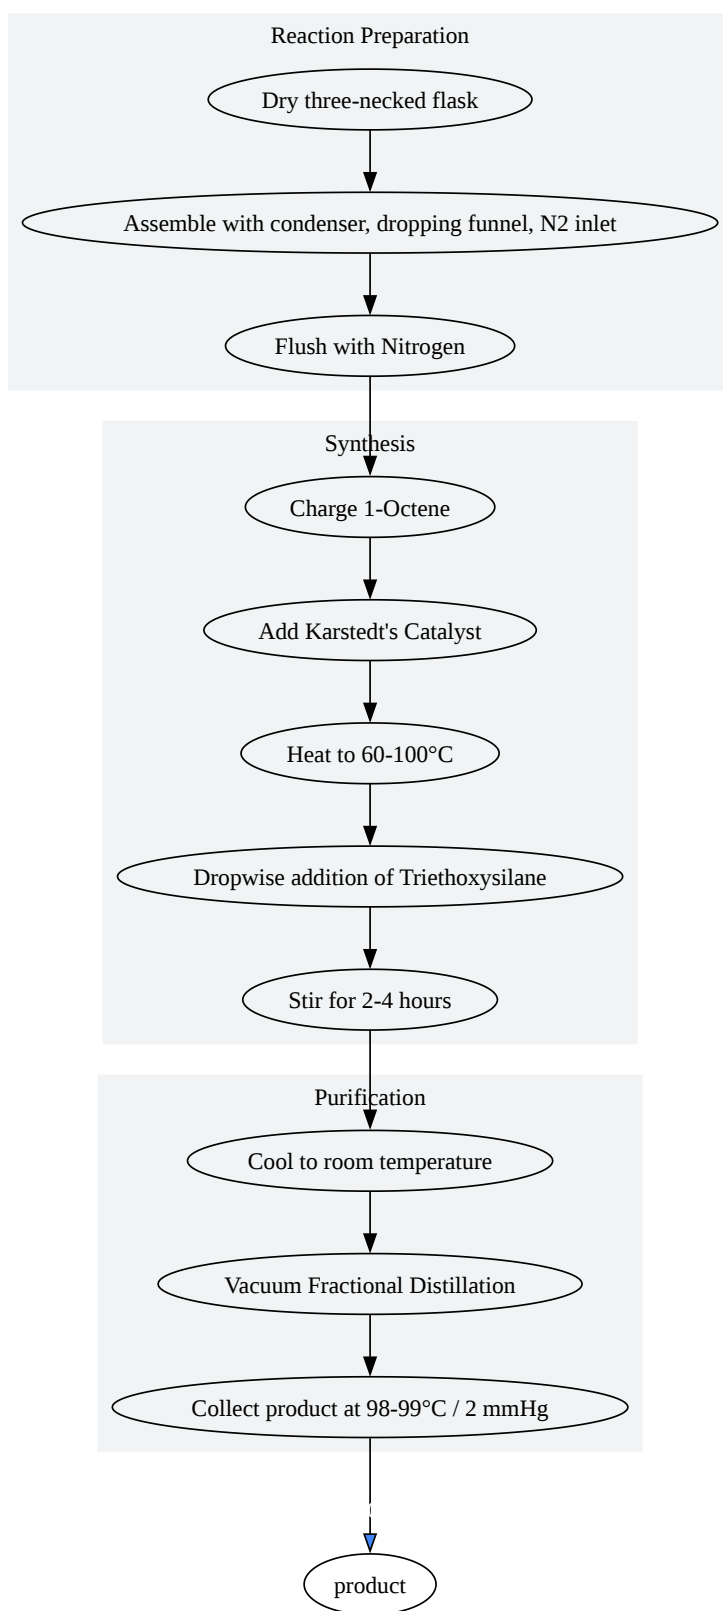 Reaction Preparation
Dry three-necked flask
Assemble with condenser, dropping funnel, N2 inlet
Flush with Nitrogen
Synthesis
Charge 1-Octene
Add Karstedt's Catalyst
Heat to 60-100°C
Dropwise addition of Triethoxysilane
Stir for 2-4 hours
Purification
Cool to room temperature
Vacuum Fractional Distillation
Collect product at 98-99°C / 2 mmHg
product